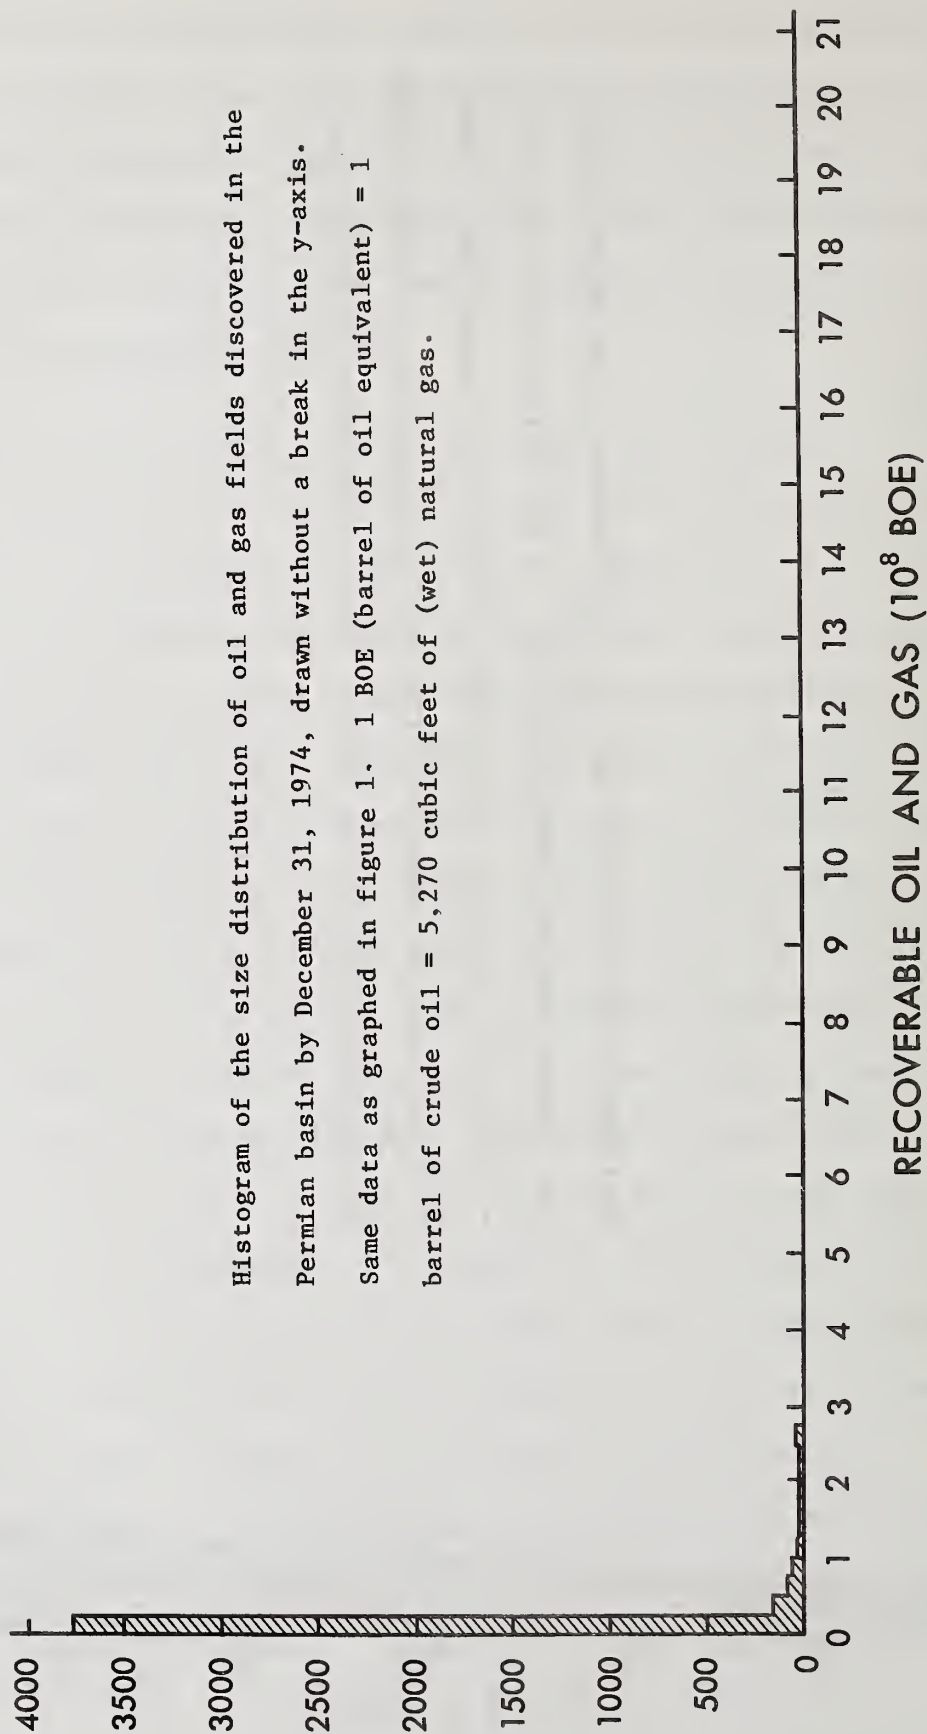 Histogram of the size distribution of oil and gas fields discovered in the
Permian basin by December 31, 1974, drawn without a break in the y-axis.
Same data as graphed in figure 1. 1 BOE (barrel of oil equivalent) = 1
barrel of crude oil = 5,270 cubic feet of (wet) natural gas.
4000
3500
3000
2500
2000
1500
1000
500
0
0 1 2 3 4 5 6 7 8 9 10 11 12 13 14 15 16 17 18 19 20 21
RECOVERABLE OIL AND GAS (10⁸ BOE)